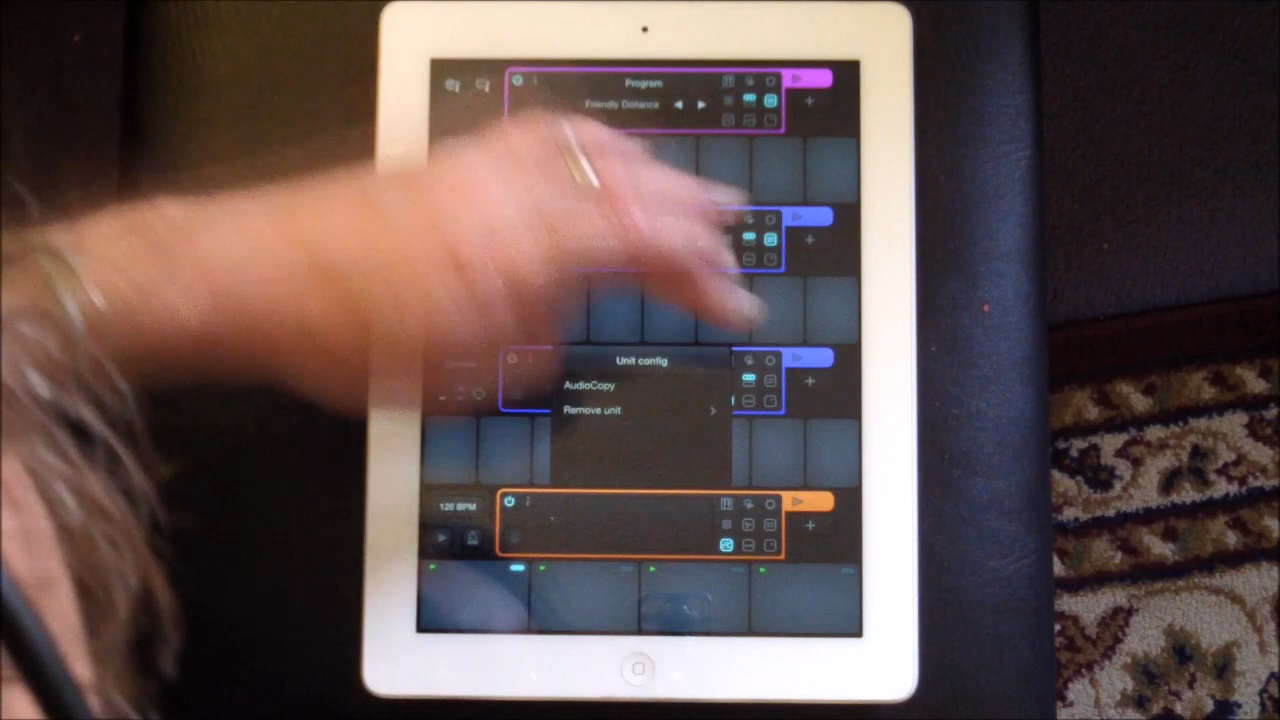 Program
Friendly Distance
Unit config
AudioCopy
Remove unit
120 BPM